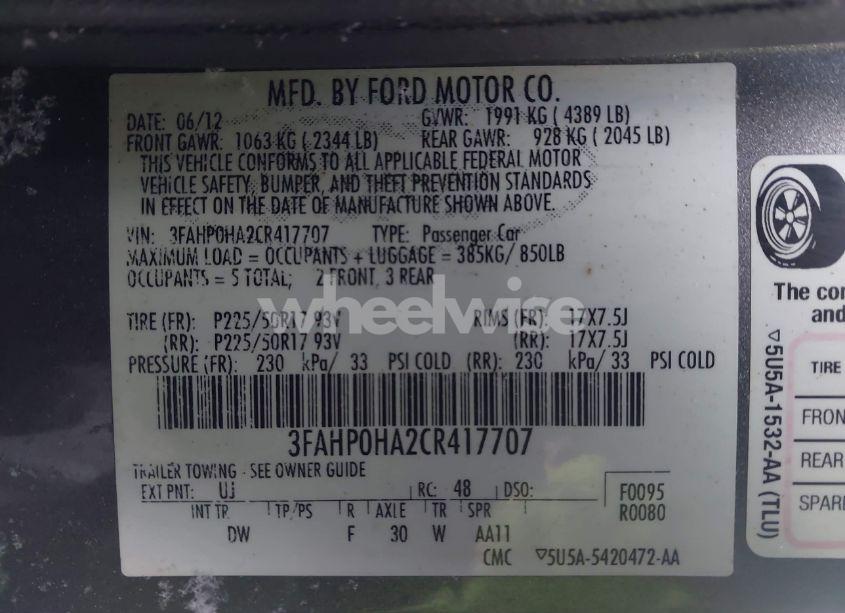 MFD. BY FORD MOTOR CO.
DATE: 06/12 GVWR: 1991 KG ( 4389 LB)
FRONT GAWR: 1063 KG ( 2344 LB) REAR GAWR: 928 KG ( 2045 LB)
THIS VEHICLE CONFORMS TO ALL APPLICABLE FEDERAL MOTOR
VEHICLE SAFETY, BUMPER, AND THEFT PREVENTION STANDARDS
IN EFFECT ON THE DATE OF MANUFACTURE SHOWN ABOVE.
VIN: 3FAHP0HA2CR417707 TYPE: Passenger Car
MAXIMUM LOAD = OCCUPANTS + LUGGAGE = 385KG/ 850LB
OCCUPANTS = 5 TOTAL; 2 FRONT, 3 REAR
wheelwise
TIRE (FR): P225/50R17 93V RIMS (FR): 17X7.5J
(RR): P225/50R17 93V (RR): 17X7.5J
PRESSURE (FR): 230 kPa/ 33 PSI COLD (RR): 230 kPa/ 33 PSI COLD
3FAHP0HA2CR417707
TRAILER TOWING - SEE OWNER GUIDE
EXT PNT: UJ RC: 48 DSO: F0095
INT TR TP/PS R AXLE TR SPR R0080
DW F 30 W AA11
CMC ▽5U5A-5420472-AA
The con
and
▽5U5A-1532-AA (TLU)
TIRE
FRON
REAR
SPARE